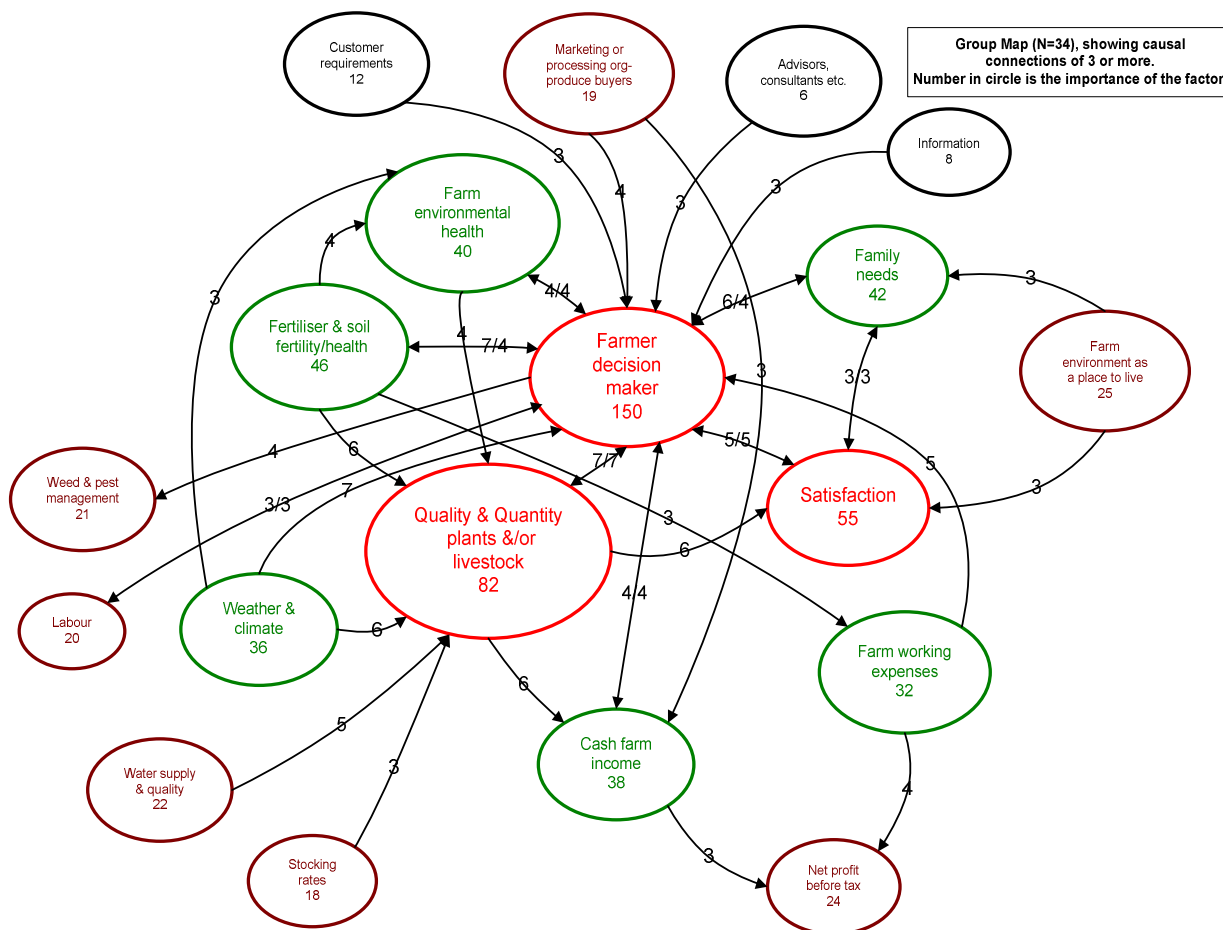 Customer
requirements
12
Marketing or
processing org-
produce buyers
19
Advisors,
consultants etc.
6
Group Map (N=34), showing causal
connections of 3 or more.
Number in circle is the importance of the factor
Information
8
3
4
3
3
Farm
environmental
health
40
Family
needs
42
4
3
4/4
6/4
3
Fertiliser & soil
fertility/health
46
4
7/4
Farmer
decision
maker
150
3
3/3
Farm
environment as
a place to live
25
6
4
7/7
5/5
5
Weed & pest
management
21
3/3
7
Quality & Quantity
plants &/or
livestock
82
3
Satisfaction
55
3
6
Labour
20
Weather &
climate
36
6
4/4
Farm working
expenses
32
5
6
Water supply
& quality
22
3
Cash farm
income
38
4
3
Stocking
rates
18
Net profit
before tax
24